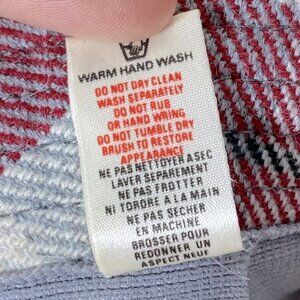 WARM HAND WASH
DO NOT DRY CLEAN
WASH SEPARATELY
DO NOT RUB
OR HAND WRING
DO NOT TUMBLE DRY
BRUSH TO RESTORE
APPEARANCE
NE PAS NETTOYER A SEC
LAVER SEPAREMENT
NE PAS FROTTER
NI TORDRE A LA MAIN
NE PAS SECHER
EN MACHINE
BROSSER POUR
REDONNER UN
ASPECT NEUF